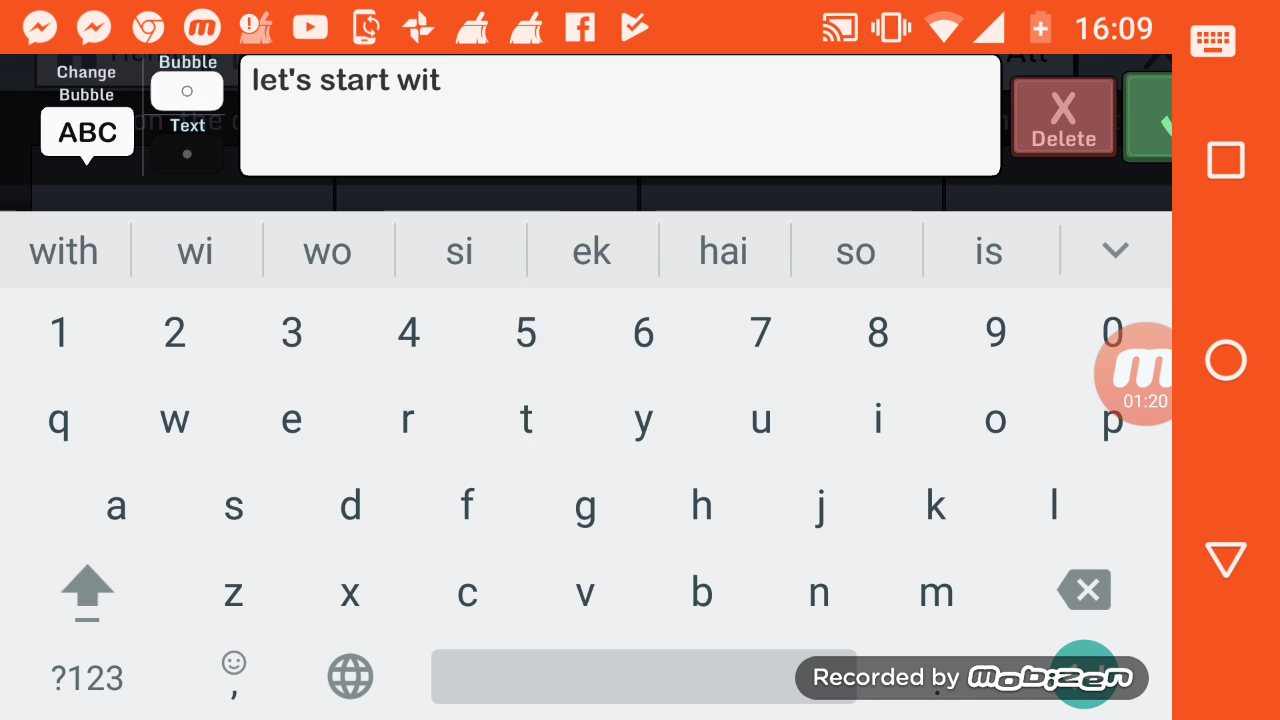 16:09
Change
Bubble
ABC
Bubble
Text
let's start wit
X
Delete
with wi wo si ek hai so is
1 2 3 4 5 6 7 8 9 0
q w e r t y u i o p
01:20
a s d f g h j k l
z x c v b n m
?123 ,
Recorded by mobizen